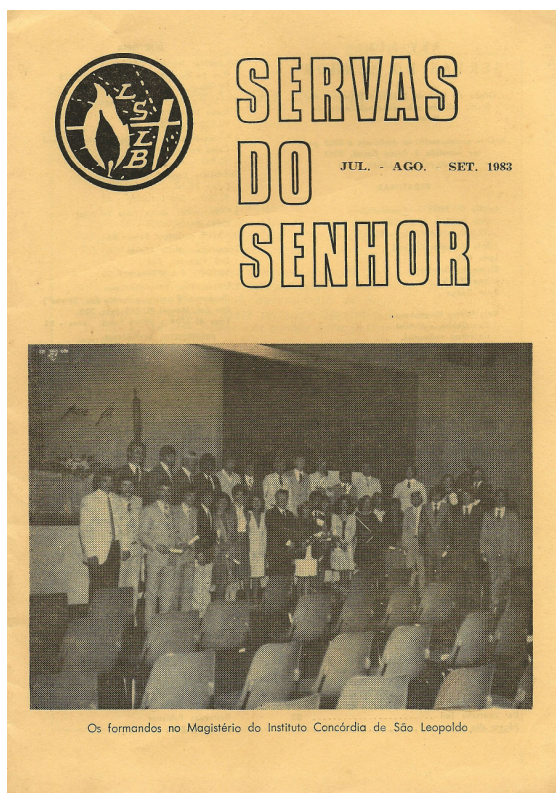 LSLB
SERVAS
DO
JUL. - AGO. - SET. 1983
SENHOR
Os formandos no Magistério do Instituto Concórdia de São Leopoldo.